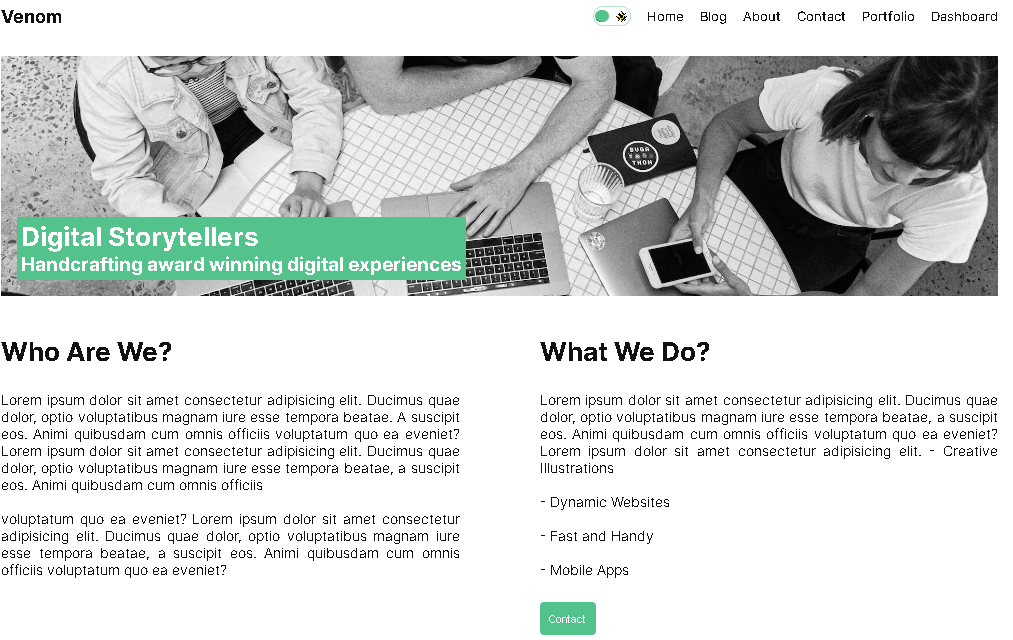 Venom
Home Blog About Contact Portfolio Dashboard
BUGA
THON
Digital Storytellers
Handcrafting award winning digital experiences
Who Are We?
Lorem ipsum dolor sit amet consectetur adipisicing elit. Ducimus quae
dolor, optio voluptatibus magnam iure esse tempora beatae. A suscipit
eos. Animi quibusdam cum omnis officiis voluptatum quo ea eveniet?
Lorem ipsum dolor sit amet consectetur adipisicing elit. Ducimus quae
dolor, optio voluptatibus magnam iure esse tempora beatae, a suscipit
eos. Animi quibusdam cum omnis officiis
voluptatum quo ea eveniet? Lorem ipsum dolor sit amet consectetur
adipisicing elit. Ducimus quae dolor, optio voluptatibus magnam iure
esse tempora beatae, a suscipit eos. Animi quibusdam cum omnis
officiis voluptatum quo ea eveniet?
What We Do?
Lorem ipsum dolor sit amet consectetur adipisicing elit. Ducimus quae
dolor, optio voluptatibus magnam iure esse tempora beatae, a suscipit
eos. Animi quibusdam cum omnis officiis voluptatum quo ea eveniet?
Lorem ipsum dolor sit amet consectetur adipisicing elit. - Creative
Illustrations
- Dynamic Websites
- Fast and Handy
- Mobile Apps
Contact